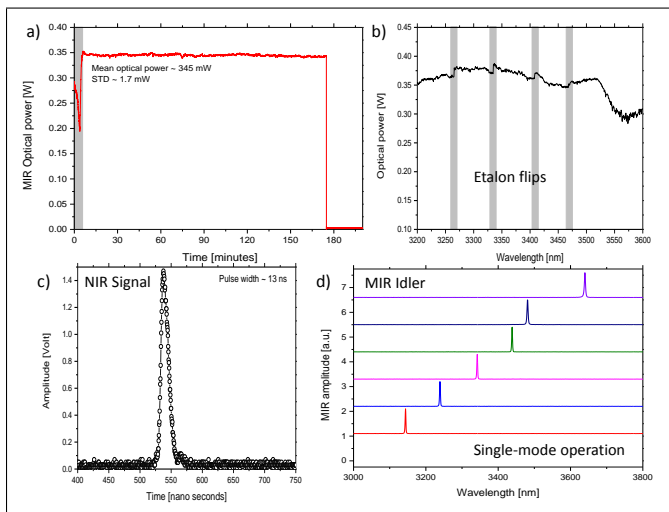 a)
0.40
0.35
0.30
0.25
0.20
0.15
0.10
0.05
0.00
MIR Optical power [W]
Mean optical power ~ 345 mW
STD ~ 1.7 mW
0 30 60 90 120 150 180
Time [minutes]
b)
0.50
0.45
0.40
0.35
0.30
0.25
0.20
0.15
0.10
Optical power [W]
Etalon flips
3200 3250 3300 3350 3400 3450 3500 3550 3600
Wavelength [nm]
c)
NIR Signal
Pulse width ~ 13 ns
1.4
1.2
1.0
0.8
0.6
0.4
0.2
0.0
Amplitude [Volt]
400 450 500 550 600 650 700 750
Time [nano seconds]
d)
MIR Idler
7
6
5
4
3
2
1
0
MIR amplitude [a.u.]
Single-mode operation
3000 3200 3400 3600 3800
Wavelength [nm]